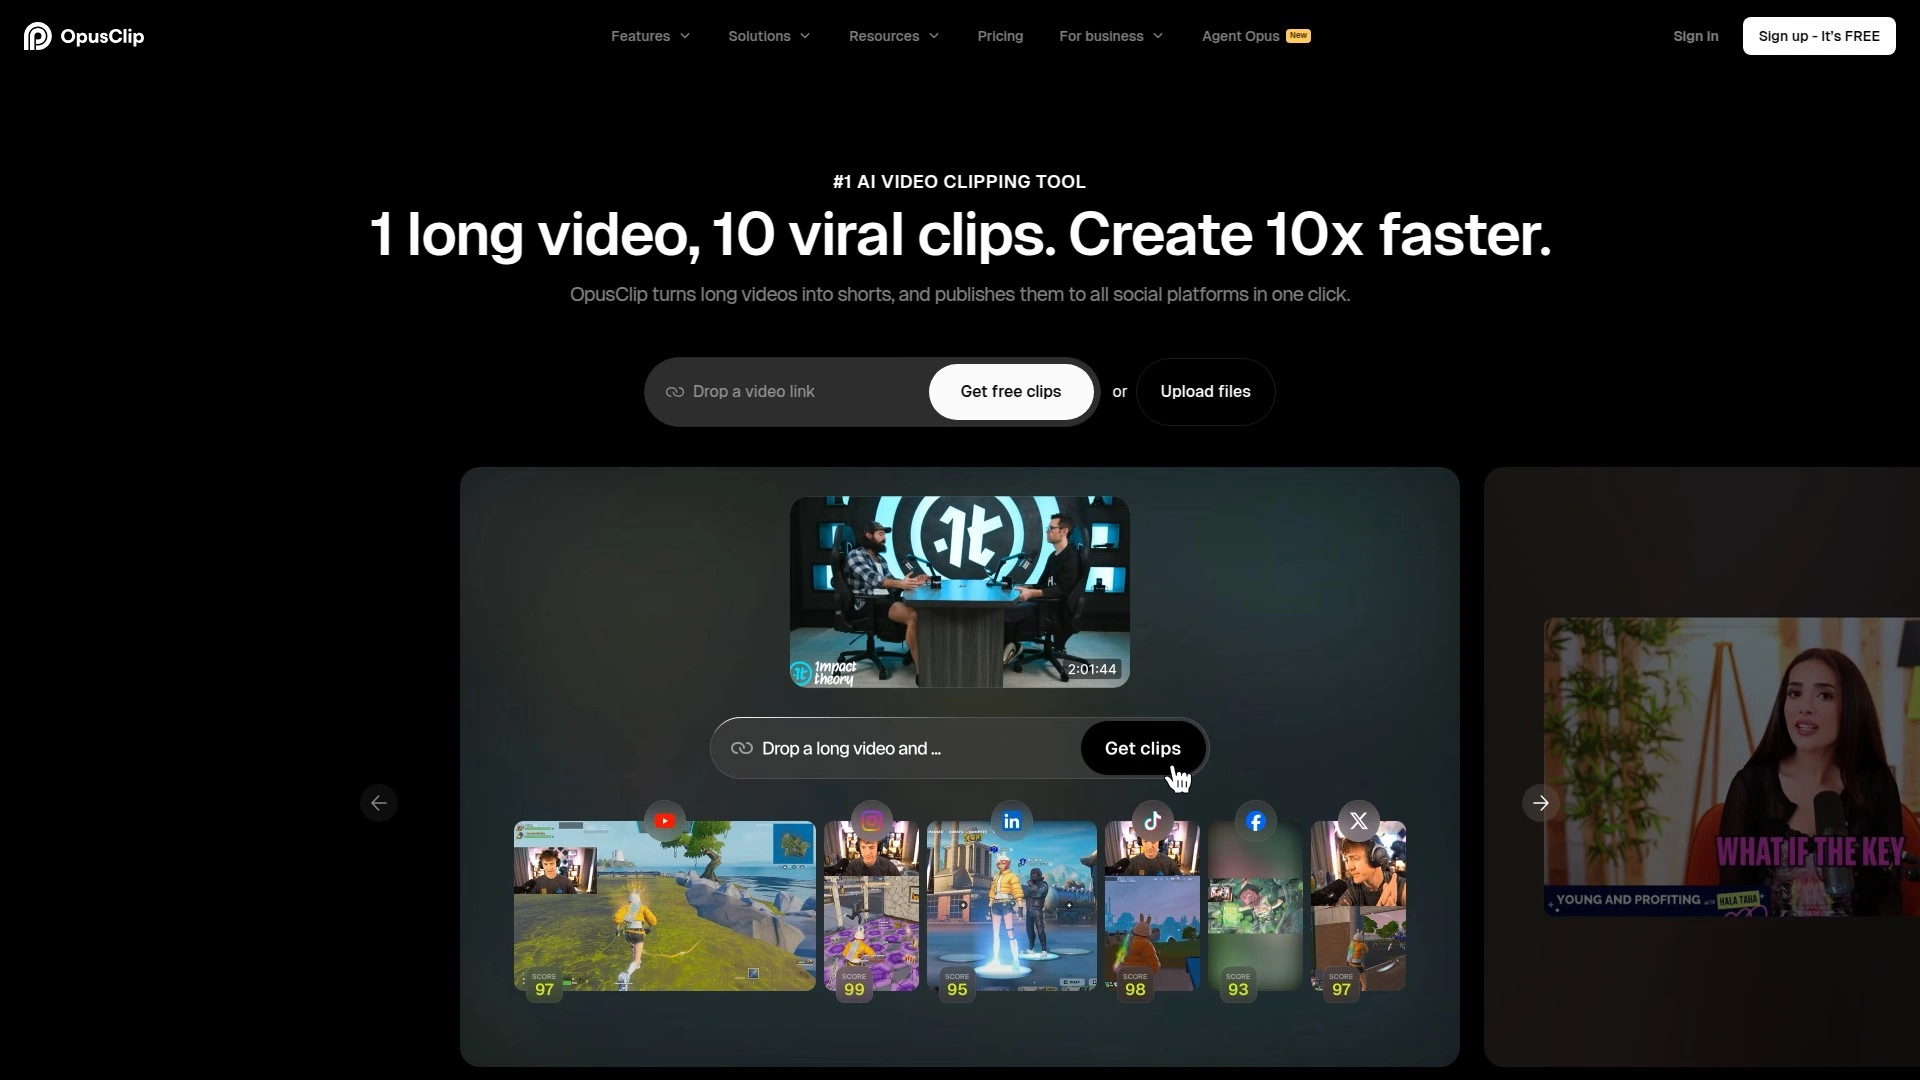 OpusClip
Features
Solutions
Resources
Pricing
For business
Agent Opus New
Sign in
Sign up - It's FREE
#1 AI VIDEO CLIPPING TOOL
1 long video, 10 viral clips. Create 10x faster.
OpusClip turns long videos into shorts, and publishes them to all social platforms in one click.
Drop a video link
Get free clips
or
Upload files
1mpact
theory
2:01:44
Drop a long video and ...
Get clips
SCORE
97
SCORE
99
SCORE
95
SCORE
98
SCORE
93
SCORE
97
WHAT IF THE KEY
YOUNG AND PROFITING
HALA TAHA